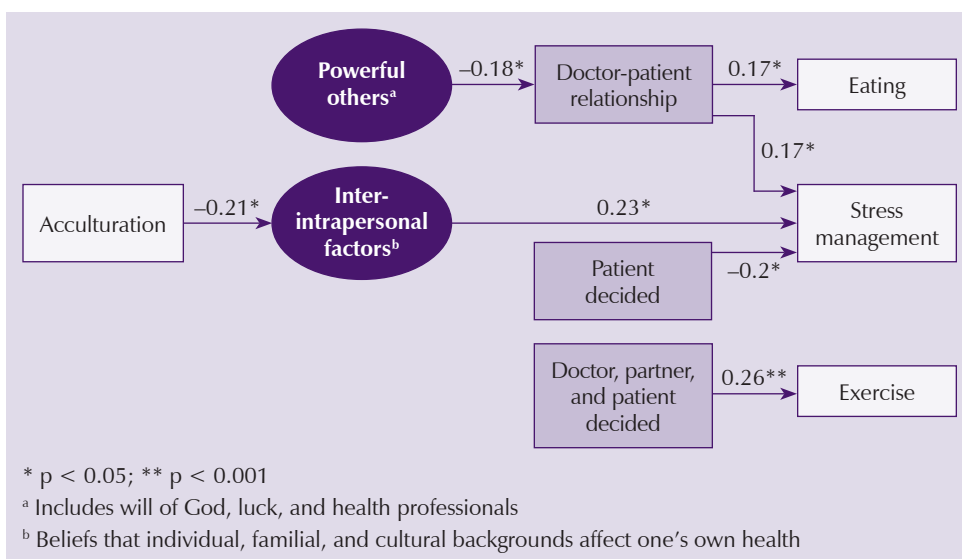 Powerful
othersᵃ
–0.18*
Doctor-patient
relationship
0.17*
Eating
0.17*
Acculturation
–0.21*
Inter-
intrapersonal
factorsᵇ
0.23*
Stress
management
Patient
decided
–0.2*
Doctor, partner,
and patient
decided
0.26**
Exercise
* p < 0.05; ** p < 0.001
ᵃ Includes will of God, luck, and health professionals
ᵇ Beliefs that individual, familial, and cultural backgrounds affect one’s own health